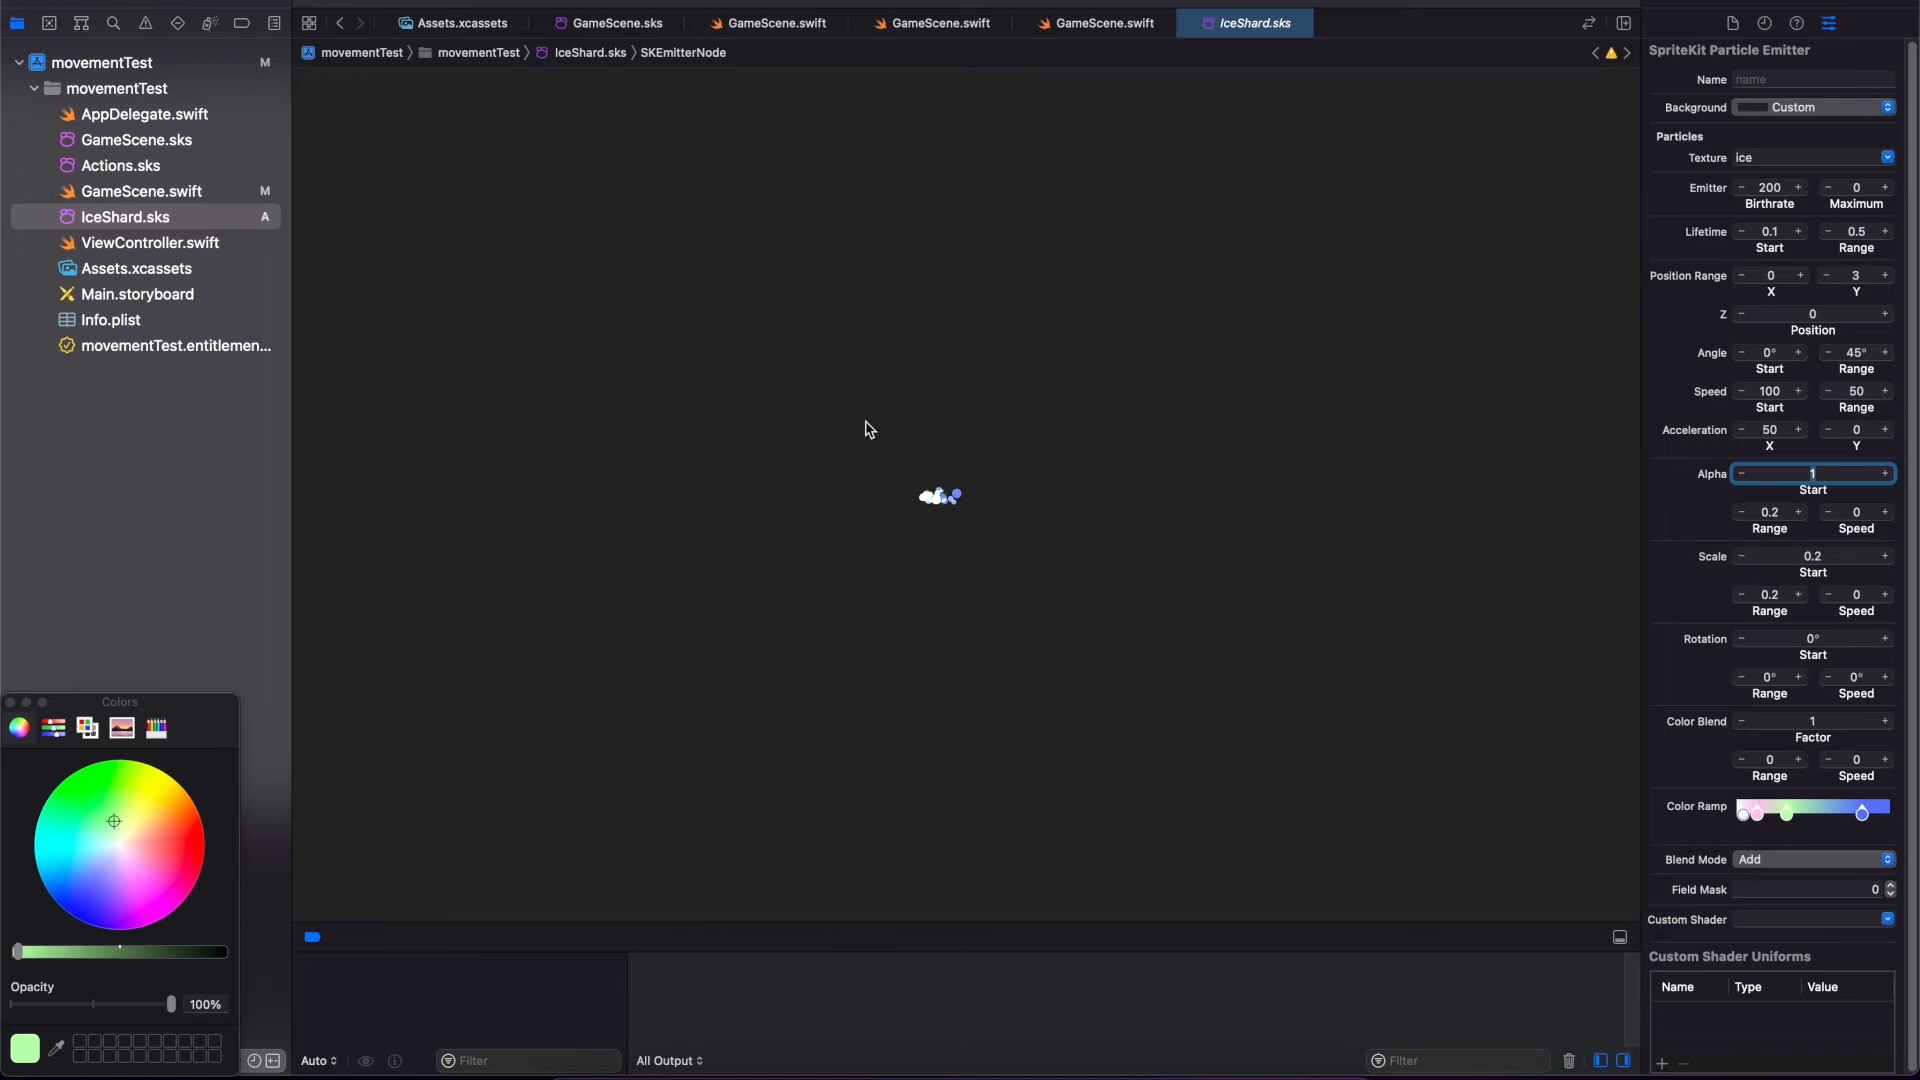 Assets.xcassets GameScene.sks GameScene.swift GameScene.swift GameScene.swift IceShard.sks
movementTest movementTest IceShard.sks SKEmitterNode
movementTest M
movementTest
AppDelegate.swift
GameScene.sks
Actions.sks
GameScene.swift M
IceShard.sks A
ViewController.swift
Assets.xcassets
Main.storyboard
Info.plist
movementTest.entitlemen...
Colors
Opacity
100%
Auto
Filter
All Output
Filter
SpriteKit Particle Emitter
Name name
Background Custom
Particles
Texture ice
Emitter - 200 + - 0 +
Birthrate Maximum
Lifetime - 0.1 + - 0.5 +
Start Range
Position Range - 0 + - 3 +
X Y
Z - 0 +
Position
Angle - 0° + - 45° +
Start Range
Speed - 100 + - 50 +
Start Range
Acceleration - 50 + - 0 +
X Y
Alpha - 1 +
Start
- 0.2 + - 0 +
Range Speed
Scale - 0.2 +
Start
- 0.2 + - 0 +
Range Speed
Rotation - 0° +
Start
- 0° + - 0° +
Range Speed
Color Blend - 1 +
Factor
- 0 + - 0 +
Range Speed
Color Ramp
Blend Mode Add
Field Mask 0
Custom Shader
Custom Shader Uniforms
Name Type Value
+ -